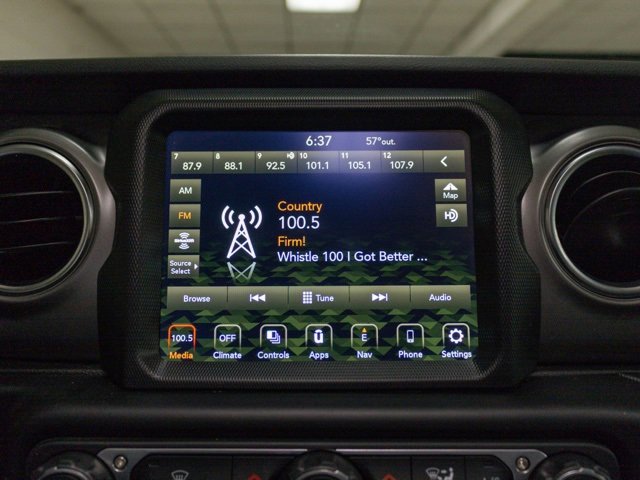 6:37 57°out.
7 8 9 10 11 12
87.9 88.1 92.5 101.1 105.1 107.9
AM
Map
FM
Country
100.5
Firm!
Whistle 100 I Got Better ...
SiriusXM
Source
Select
Browse Tune Audio
100.5 OFF E
Media Climate Controls Apps Nav Phone Settings